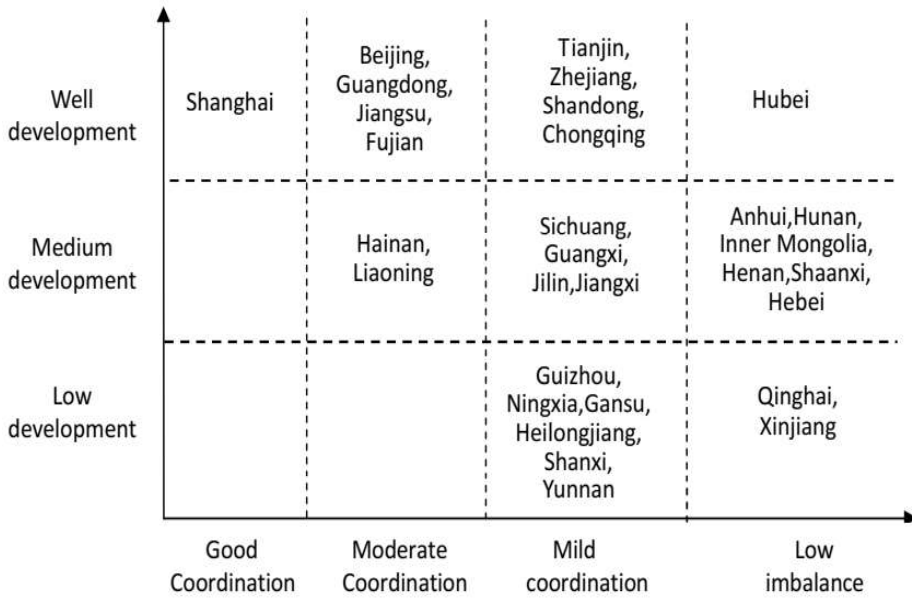 Well
development
Shanghai
Beijing,
Guangdong,
Jiangsu,
Fujian
Tianjin,
Zhejiang,
Shandong,
Chongqing
Hubei
Medium
development
Hainan,
Liaoning
Sichuang,
Guangxi,
Jilin,Jiangxi
Anhui,Hunan,
Inner Mongolia,
Henan,Shaanxi,
Hebei
Low
development
Guizhou,
Ningxia,Gansu,
Heilongjiang,
Shanxi,
Yunnan
Qinghai,
Xinjiang
Good
Coordination
Moderate
Coordination
Mild
coordination
Low
imbalance